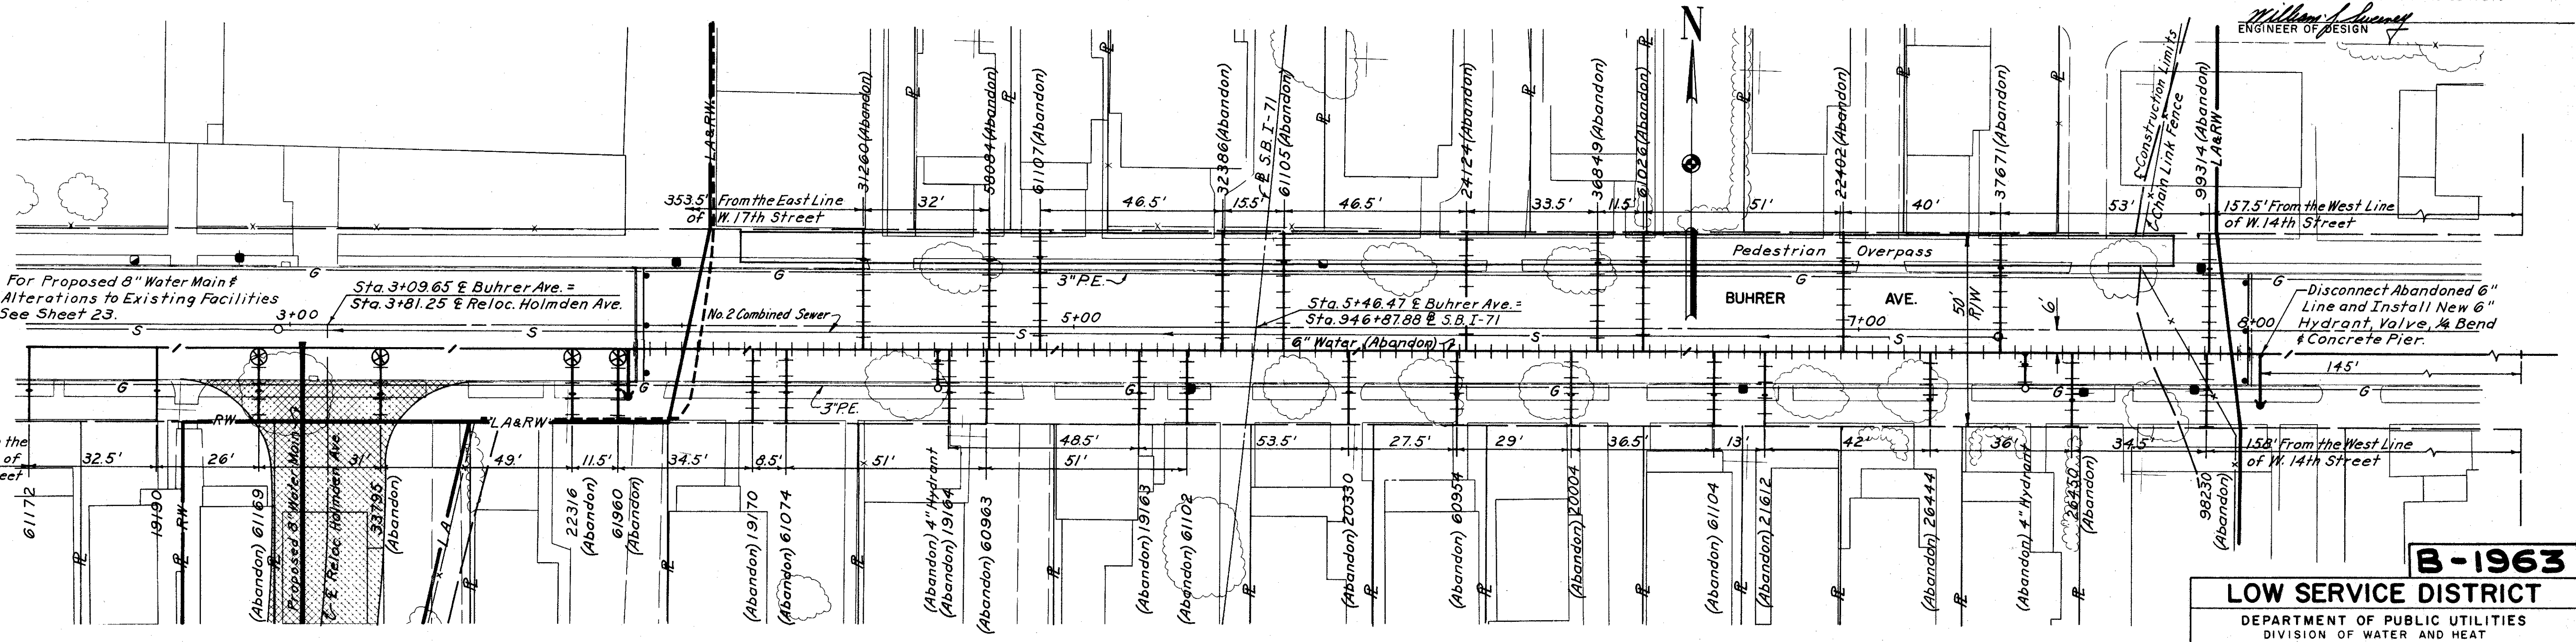 William J. Sweeney
ENGINEER OF DESIGN
N
LA&RW
31260 (Abandon)
58084 (Abandon)
61107 (Abandon)
32386 (Abandon)
℄ S.B. I-71
61105 (Abandon)
24124 (Abandon)
36849 (Abandon)
61026 (Abandon)
22402 (Abandon)
37671 (Abandon)
℄ Construction Limits
Chain Link Fence
99314 (Abandon)
LA&RW
353.5' From the East Line
of W. 17th Street
32'
46.5'
15.5'
46.5'
33.5'
11.5'
51'
40'
53'
157.5' From the West Line
of W. 14th Street
Pedestrian Overpass
G
G
3" P.E.
G
G
For Proposed 8" Water Main &
Alterations to Existing Facilities
See Sheet 23.
Sta. 3+09.65 ℄ Buhrer Ave. =
Sta. 3+81.25 ℄ Reloc. Holmden Ave.
3+00
S
No. 2 Combined Sewer
S
5+00
Sta. 5+46.47 ℄ Buhrer Ave. =
Sta. 946+87.88 ℄ S.B. I-71
6" Water (Abandon)
S
BUHRER AVE.
7+00
S
50'
RW
6'
8+00
Disconnect Abandoned 6"
Line and Install New 6"
Hydrant, Valve, ¼ Bend
& Concrete Pier.
145'
G
G
3" P.E.
G
G
G
RW
LA&RW
the
of
eet
32.5'
26'
31'
49.'
11.5'
34.5'
8.5'
51'
48.5'
51'
53.5'
27.5'
29'
36.5'
13'
42'
36'
34.5'
158' From the West Line
of W. 14th Street
61172
19190
RW
(Abandon) 61169
Proposed 8" Water Main
℄ Reloc. Holmden Ave.
33795
(Abandon)
LA
22316
(Abandon)
61960
(Abandon)
(Abandon) 19170
(Abandon) 61074
(Abandon) 4" Hydrant
(Abandon) 19164
(Abandon) 60963
(Abandon) 19163
(Abandon) 61102
(Abandon) 20330
(Abandon) 60954
(Abandon) 20004
(Abandon) 61104
(Abandon) 21612
(Abandon) 26444
(Abandon) 4" Hydrant
26450
(Abandon)
98230
(Abandon)
B-1963
LOW SERVICE DISTRICT
DEPARTMENT OF PUBLIC UTILITIES
DIVISION OF WATER AND HEAT